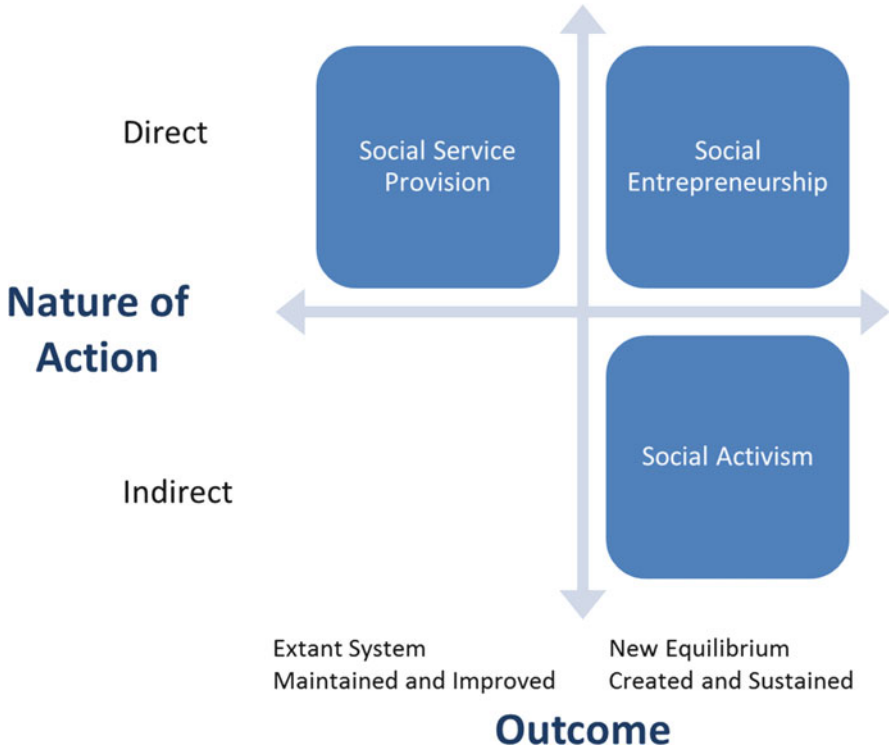 Direct
Social Service
Provision
Social
Entrepreneurship
Nature of
Action
Social Activism
Indirect
Extant System
Maintained and Improved
New Equilibrium
Created and Sustained
Outcome